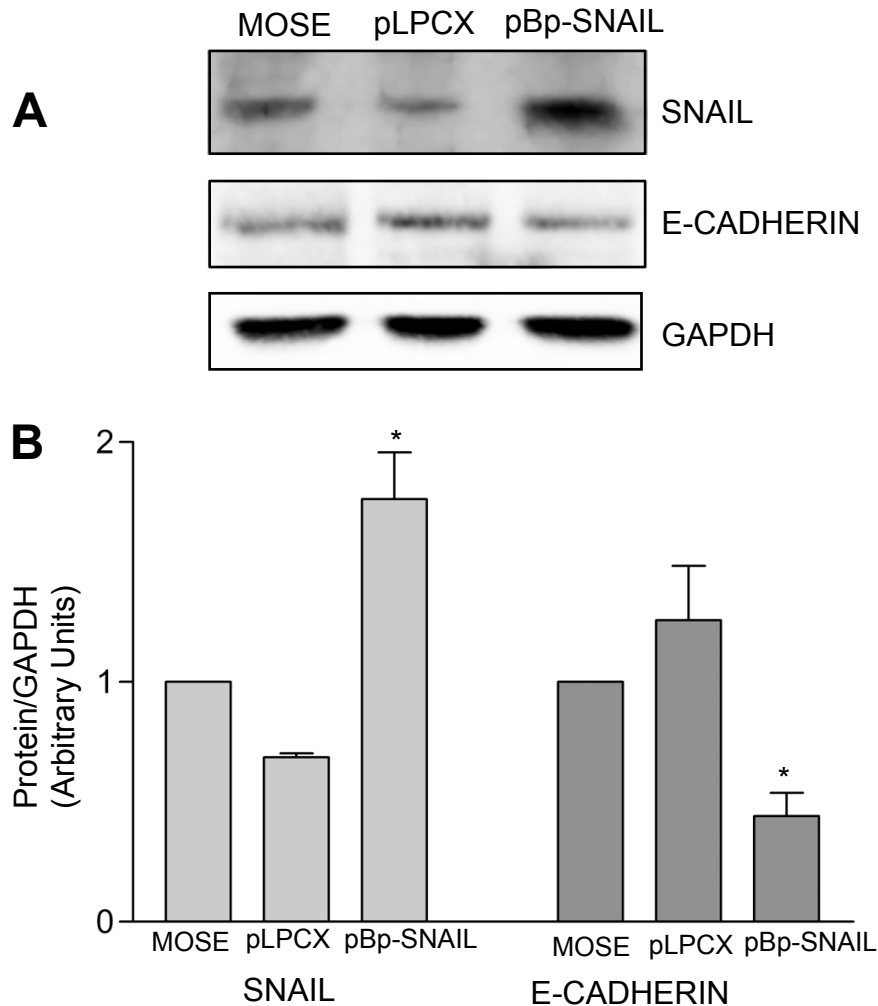 MOSE pLPCX pBp-SNAIL
A
SNAIL
E-CADHERIN
GAPDH
B
Protein/GAPDH
(Arbitrary Units)
2
1
0
*
*
MOSE pLPCX pBp-SNAIL MOSE pLPCX pBp-SNAIL
SNAIL E-CADHERIN